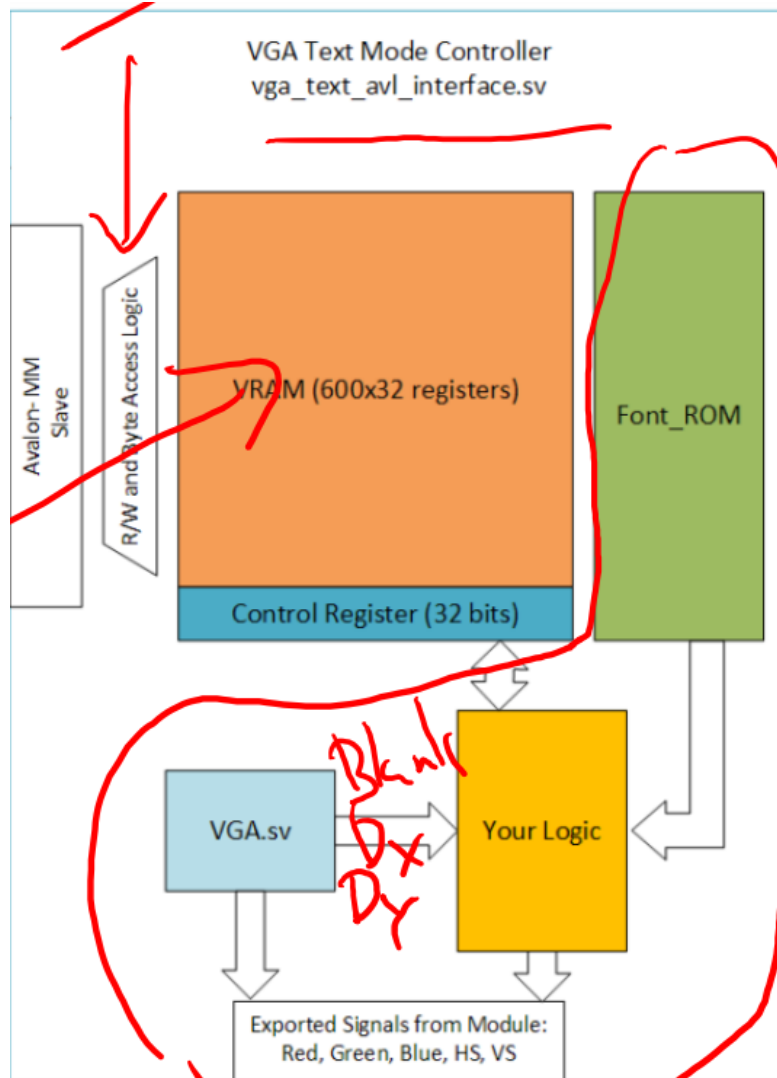 VGA Text Mode Controller
vga_text_avl_interface.sv
Avalon- MM
Slave
R/W and Byte Access Logic
VRAM (600x32 registers)
Font_ROM
Control Register (32 bits)
Blank
VGA.sv
Dx
Your Logic
Dy
Exported Signals from Module:
Red, Green, Blue, HS, VS